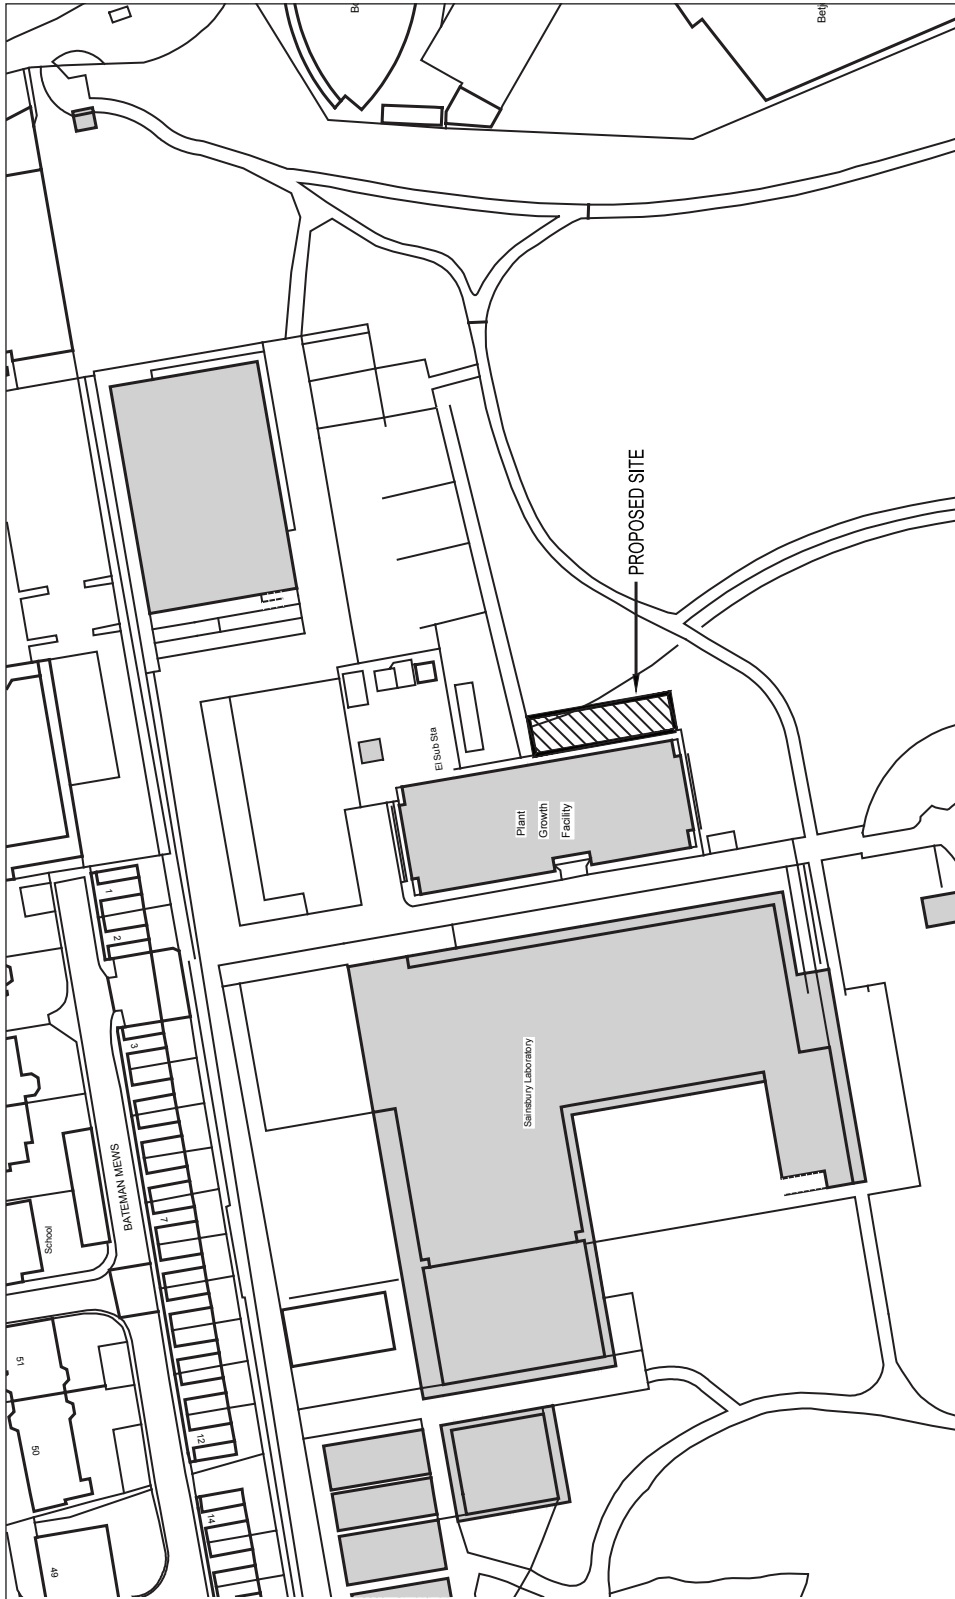 PROPOSED SITE
El Sub Sta
Plant
Growth
Facility
Sainsbury Laboratory
BATEMAN MEWS
School
1
2
3
7
12
14
51
50
49